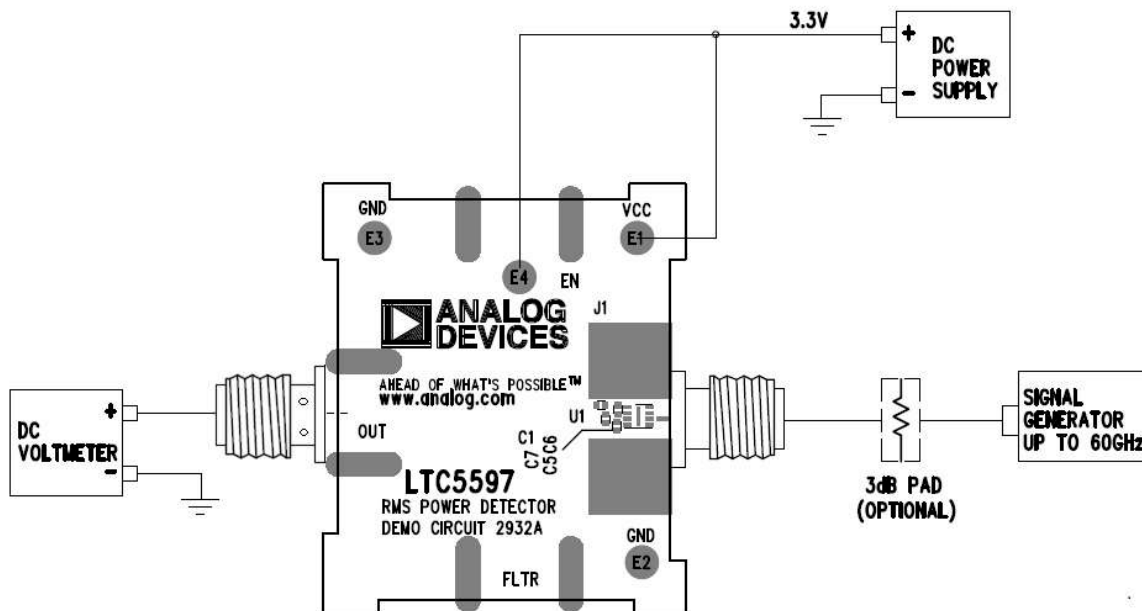 3.3V
+
DC
POWER
SUPPLY
-
GND
E3
VCC
E1
E4
EN
J1
ANALOG
DEVICES
AHEAD OF WHAT'S POSSIBLE™
www.analog.com
U1
OUT
C1
C7
C5
C6
LTC5597
RMS POWER DETECTOR
DEMO CIRCUIT 2932A
GND
E2
FLTR
+
DC
VOLTMETER
-
3dB PAD
(OPTIONAL)
SIGNAL
GENERATOR
UP TO 60GHz